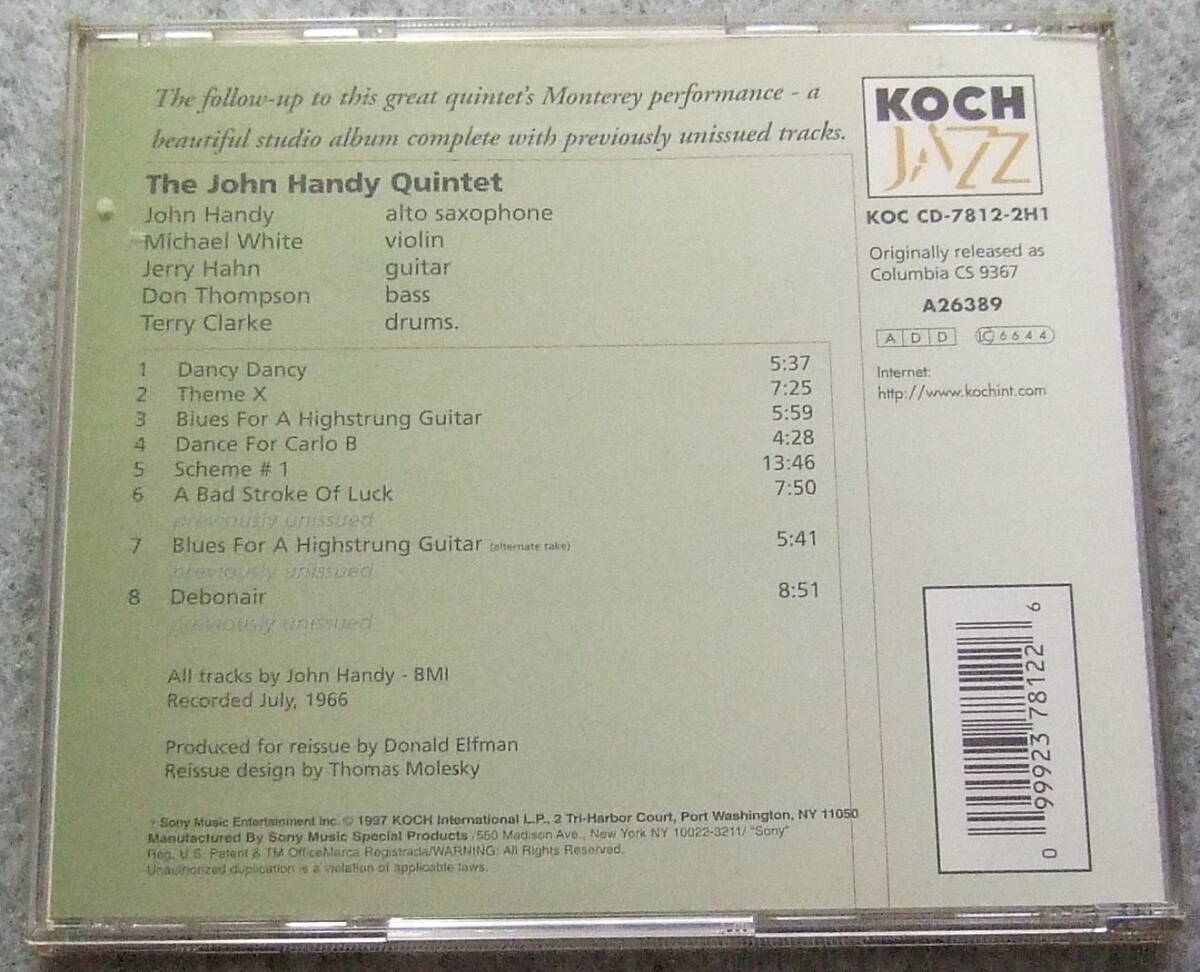 The follow-up to this great quintet's Monterey performance - a
beautiful studio album complete with previously unissued tracks.
The John Handy Quintet
John Handy alto saxophone
Michael White violin
Jerry Hahn guitar
Don Thompson bass
Terry Clarke drums.
1 Dancy Dancy 5:37
2 Theme X 7:25
3 Blues For A Highstrung Guitar 5:59
4 Dance For Carlo B 4:28
5 Scheme # 1 13:46
6 A Bad Stroke Of Luck 7:50
previously unissued
7 Blues For A Highstrung Guitar (alternate take) 5:41
previously unissued
8 Debonair 8:51
previously unissued
All tracks by John Handy - BMI
Recorded July, 1966
Produced for reissue by Donald Elfman
Reissue design by Thomas Molesky
Sony Music Entertainment Inc. © 1997 KOCH International L.P., 2 Tri-Harbor Court, Port Washington, NY 11050
Manufactured By Sony Music Special Products /550 Madison Ave., New York NY 10022-3211/ "Sony"
Reg. U.S. Patent & TM OfficeMarca Registrada/WARNING: All Rights Reserved.
Unauthorized duplication is a violation of applicable laws.
KOCH
JAZZ
KOC CD-7812-2H1
Originally released as
Columbia CS 9367
A26389
A D D LC 6644
Internet:
http://www.kochint.com
0 99923 78122 6